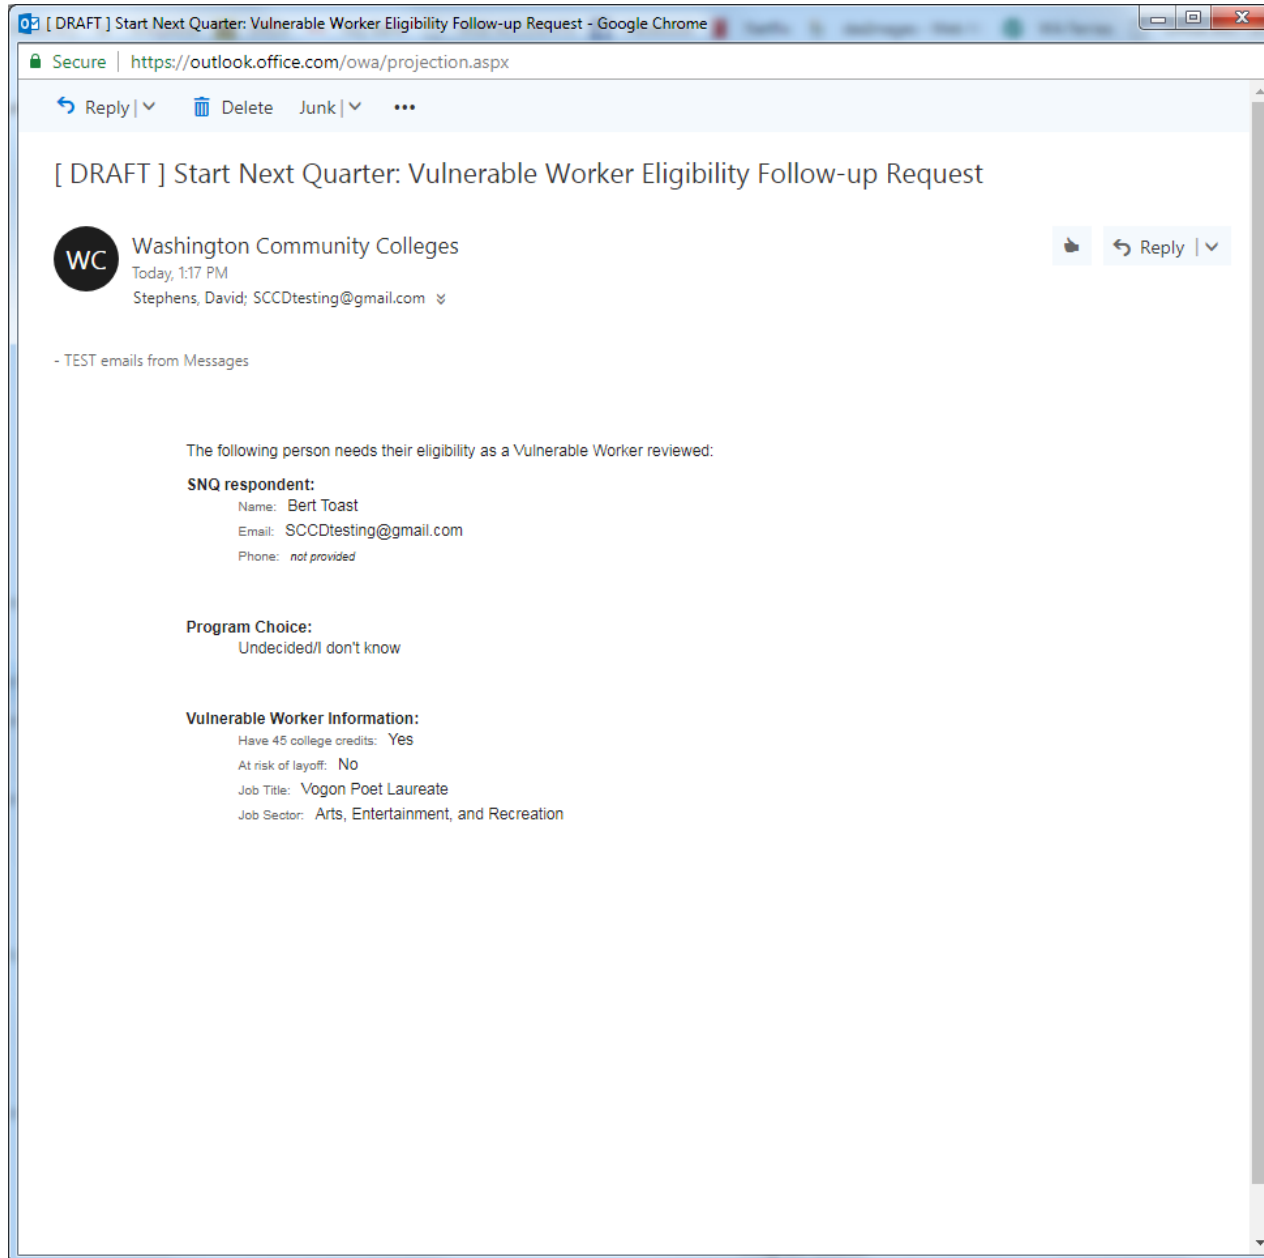 [ DRAFT ] Start Next Quarter: Vulnerable Worker Eligibility Follow-up Request - Google Chrome
Secure | https://outlook.office.com/owa/projection.aspx
Reply | Delete Junk | •••
[ DRAFT ] Start Next Quarter: Vulnerable Worker Eligibility Follow-up Request
WC
Washington Community Colleges
Reply |
Today, 1:17 PM
Stephens, David; SCCDtesting@gmail.com
- TEST emails from Messages
The following person needs their eligibility as a Vulnerable Worker reviewed:
SNQ respondent:
Name: Bert Toast
Email: SCCDtesting@gmail.com
Phone: not provided
Program Choice:
Undecided/I don't know
Vulnerable Worker Information:
Have 45 college credits: Yes
At risk of layoff: No
Job Title: Vogon Poet Laureate
Job Sector: Arts, Entertainment, and Recreation